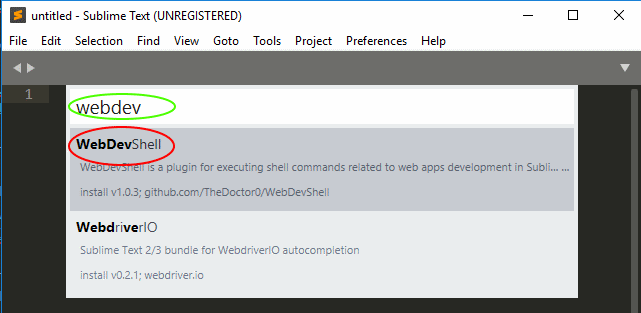 untitled - Sublime Text (UNREGISTERED)
File Edit Selection Find View Goto Tools Project Preferences Help
1
webdev
WebDevShell
WebDevShell is a plugin for executing shell commands related to web apps development in Subli... ...
install v1.0.3; github.com/TheDoctor0/WebDevShell
WebdriverIO
Sublime Text 2/3 bundle for WebdriverIO autocompletion
install v0.2.1; webdriver.io